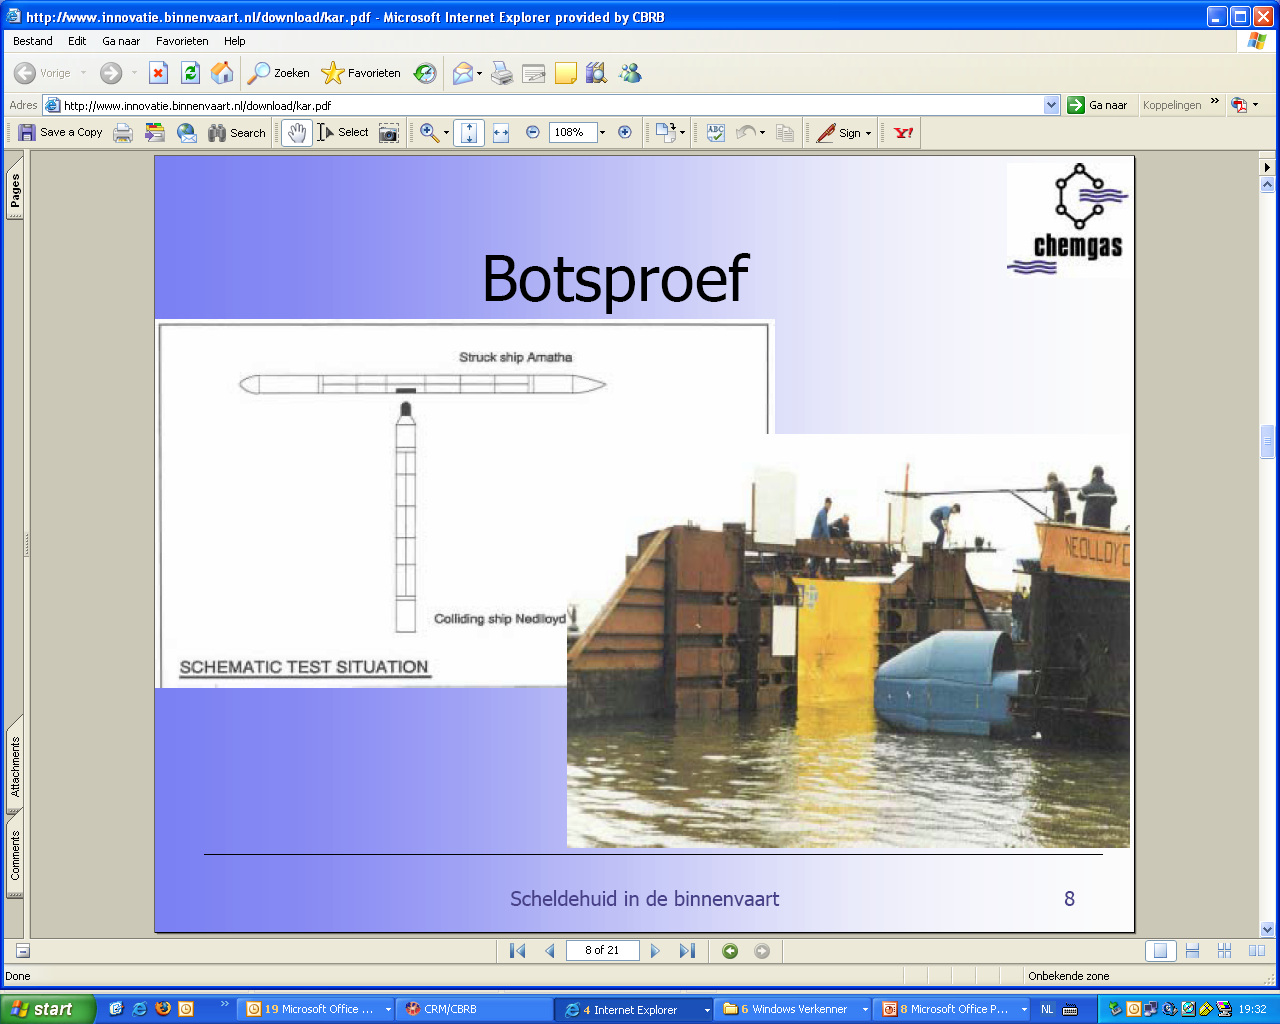 http://www.innovatie.binnenvaart.nl/download/kar.pdf - Microsoft Internet Explorer provided by CBRB
Bestand Edit Ga naar Favorieten Help
Vorige Zoeken Favorieten
Adres http://www.innovatie.binnenvaart.nl/download/kar.pdf Ga naar Koppelingen »
Save a Copy Search Select 108% Sign Y!
Pages
Attachments
Comments
chemgas
Botsproef
Struck ship Amatha
Colliding ship Nedlloyd
SCHEMATIC TEST SITUATION
NEDLLOYD
Scheldehuid in de binnenvaart 8
8 of 21
Done Onbekende zone
start » 19 Microsoft Office ... CRM/CBRB 4 Internet Explorer 6 Windows Verkenner 8 Microsoft Office P... NL 19:32